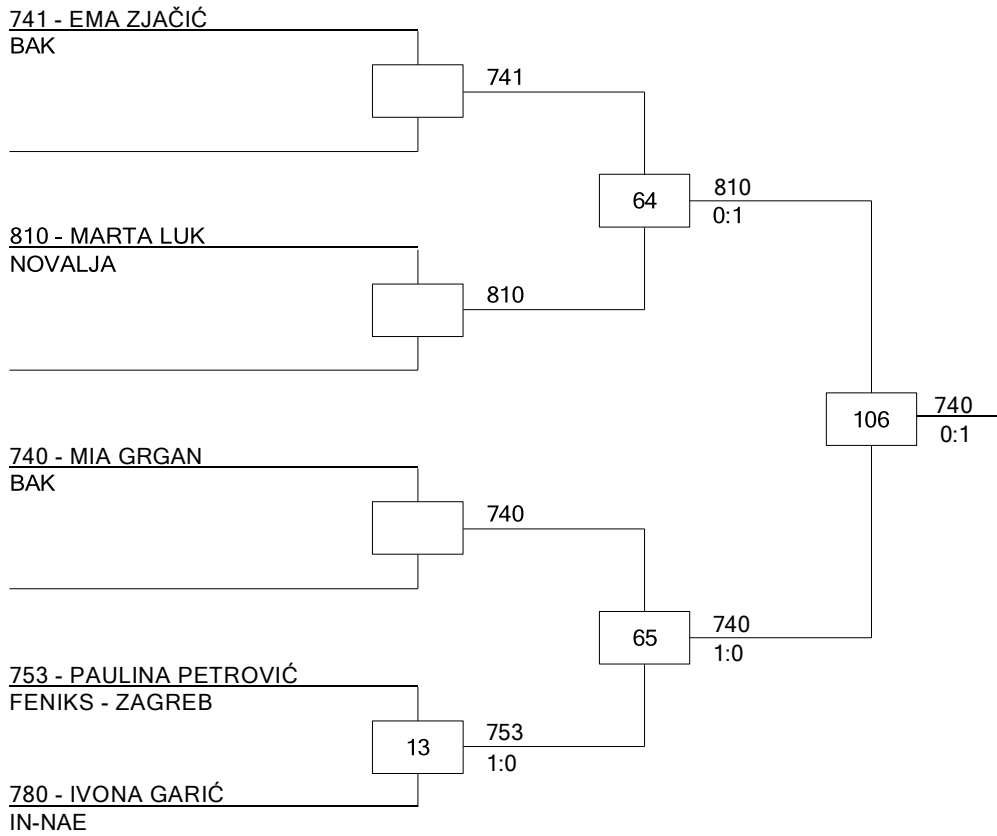 741 - EMA ZJAČIĆ
BAK
741
64
810
0:1
810 - MARTA LUK
NOVALJA
810
106
740
0:1
740 - MIA GRGAN
BAK
740
65
740
1:0
753 - PAULINA PETROVIĆ
FENIKS - ZAGREB
13
753
1:0
780 - IVONA GARIĆ
IN-NAE